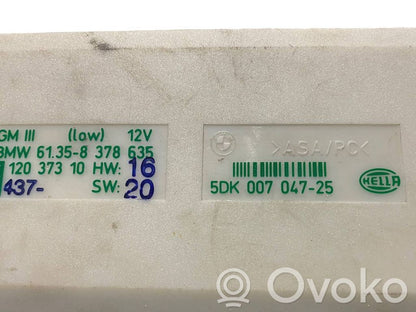 GM III (low) 12V
BMW 61.35-8 378 635
120 373 10 HW: 16
437- SW: 20
>ASA/PC<
5DK 007 047-25
HELLA
Ovoko